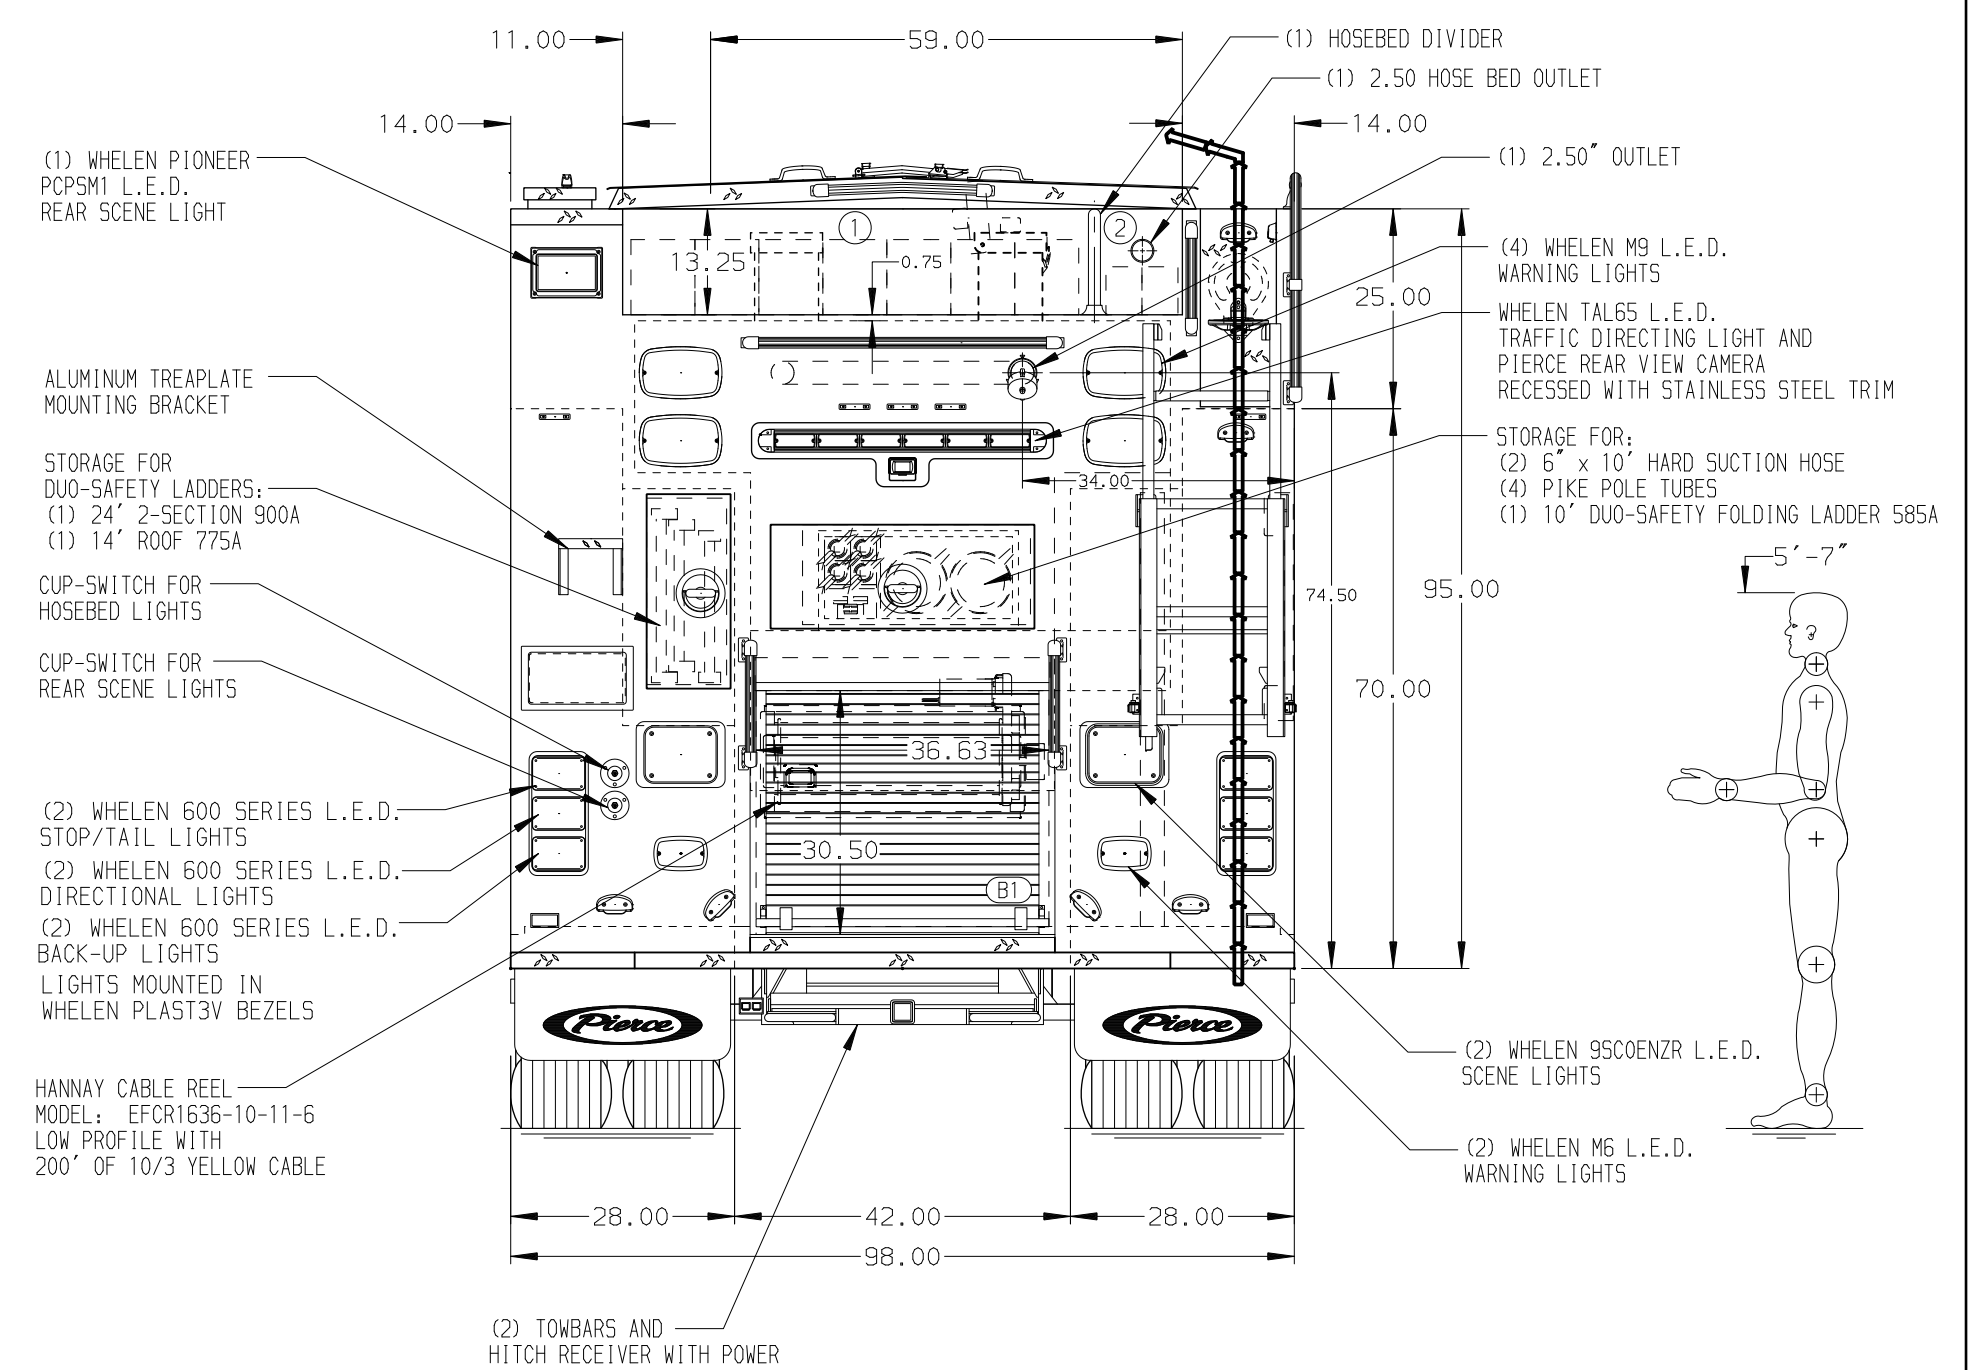 11.00
59.00
(1) HOSEBED DIVIDER
(1) 2.50 HOSE BED OUTLET
14.00
14.00
(1) 2.50" OUTLET
(1) WHELEN PIONEER
PCPSM1 L.E.D.
REAR SCENE LIGHT
1
2
13.25
0.75
(4) WHELEN M9 L.E.D.
WARNING LIGHTS
25.00
WHELEN TAL65 L.E.D.
TRAFFIC DIRECTING LIGHT AND
PIERCE REAR VIEW CAMERA
RECESSED WITH STAINLESS STEEL TRIM
ALUMINUM TREAPLATE
MOUNTING BRACKET
STORAGE FOR
DUO-SAFETY LADDERS:
(1) 24' 2-SECTION 900A
(1) 14' ROOF 775A
34.00
STORAGE FOR:
(2) 6" x 10' HARD SUCTION HOSE
(4) PIKE POLE TUBES
(1) 10' DUO-SAFETY FOLDING LADDER 585A
5'-7"
CUP-SWITCH FOR
HOSEBED LIGHTS
74.50
95.00
CUP-SWITCH FOR
REAR SCENE LIGHTS
70.00
36.63
(2) WHELEN 600 SERIES L.E.D.
STOP/TAIL LIGHTS
(2) WHELEN 600 SERIES L.E.D.
DIRECTIONAL LIGHTS
(2) WHELEN 600 SERIES L.E.D.
BACK-UP LIGHTS
LIGHTS MOUNTED IN
WHELEN PLAST3V BEZELS
30.50
B1
Pierce
Pierce
(2) WHELEN 9SCOENZR L.E.D.
SCENE LIGHTS
HANNAY CABLE REEL
MODEL: EFCR1636-10-11-6
LOW PROFILE WITH
200' OF 10/3 YELLOW CABLE
(2) WHELEN M6 L.E.D.
WARNING LIGHTS
28.00
42.00
28.00
98.00
(2) TOWBARS AND
HITCH RECEIVER WITH POWER